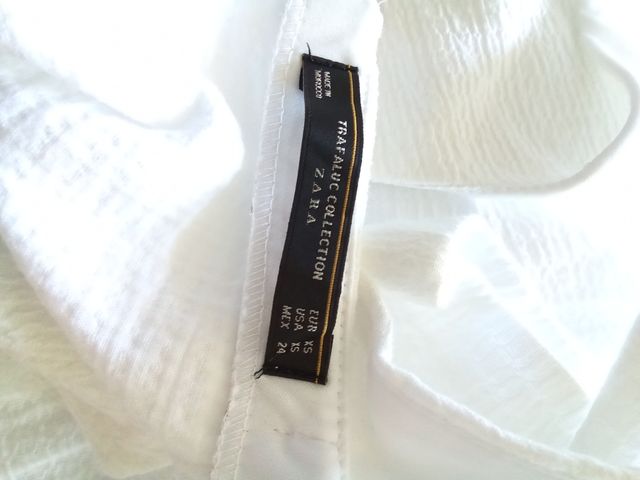 MADE IN
MOROCCO
TRAFALUC COLLECTION
ZARA
EUR XS
USA XS
MEX 24